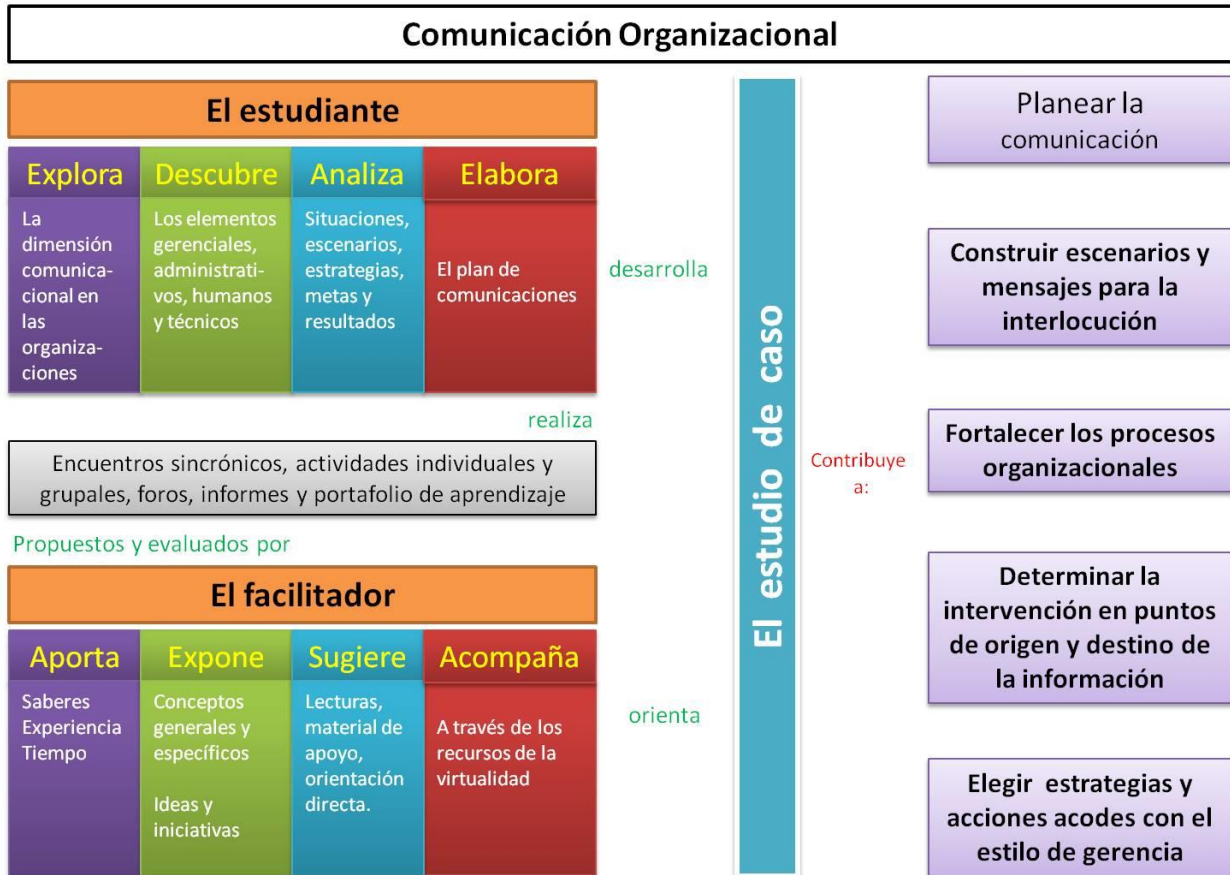 Comunicación Organizacional
El estudiante
Explora
La
dimensión
comunica-
cional en
las
organiza-
ciones
Descubre
Los elementos
gerenciales,
administrati-
vos, humanos
y técnicos
Analiza
Situaciones,
escenarios,
estrategias,
metas y
resultados
Elabora
El plan de
comunicaciones
desarrolla
realiza
Encuentros sincrónicos, actividades individuales y
grupales, foros, informes y portafolio de aprendizaje
Propuestos y evaluados por
El facilitador
Aporta
Saberes
Experiencia
Tiempo
Expone
Conceptos
generales y
específicos
Ideas y
iniciativas
Sugiere
Lecturas,
material de
apoyo,
orientación
directa.
Acompaña
A través de los
recursos de la
virtualidad
orienta
El estudio de caso
Contribuye
a:
Planear la
comunicación
Construir escenarios y
mensajes para la
interlocución
Fortalecer los procesos
organizacionales
Determinar la
intervención en puntos
de origen y destino de
la información
Elegir estrategias y
acciones acodes con el
estilo de gerencia